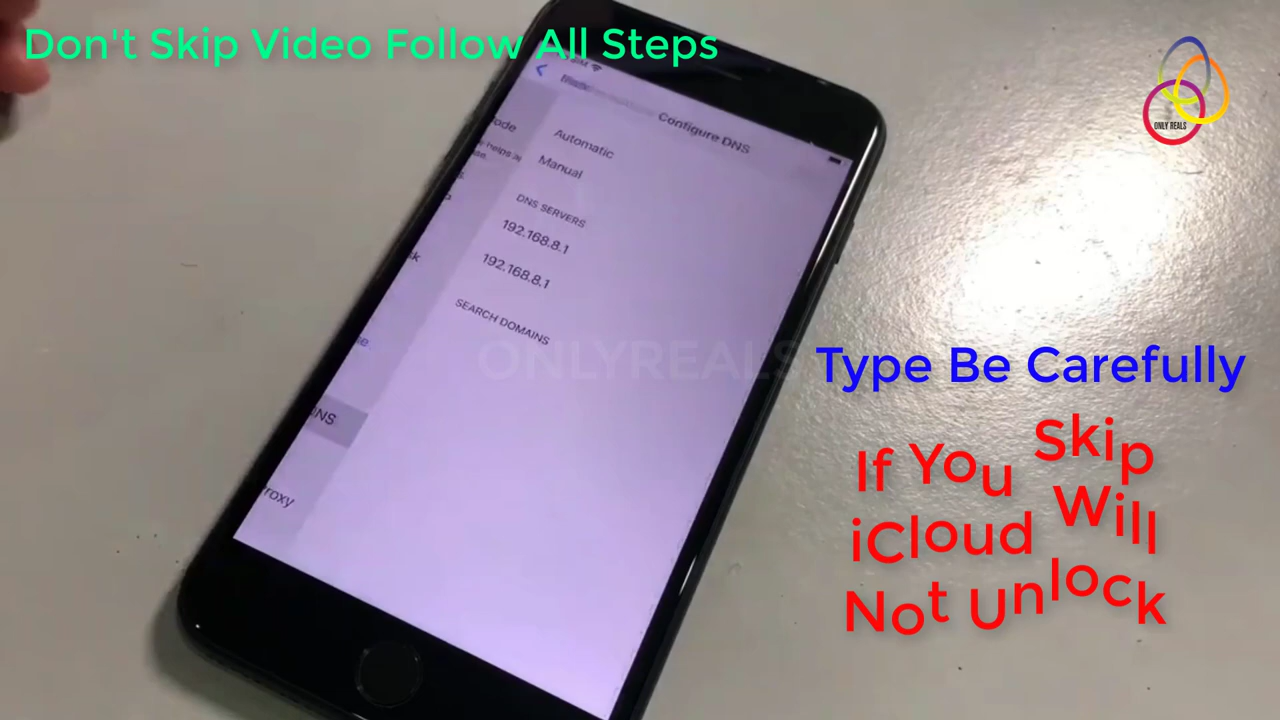 Don't Skip Video Follow All Steps
ONLY REALS
Configure DNS
Automatic
Manual
DNS SERVERS
192.168.8.1
192.168.8.1
SEARCH DOMAINS
ONLYREALS
Type Be Carefully
If You Skip
iCloud Will
Not Unlock